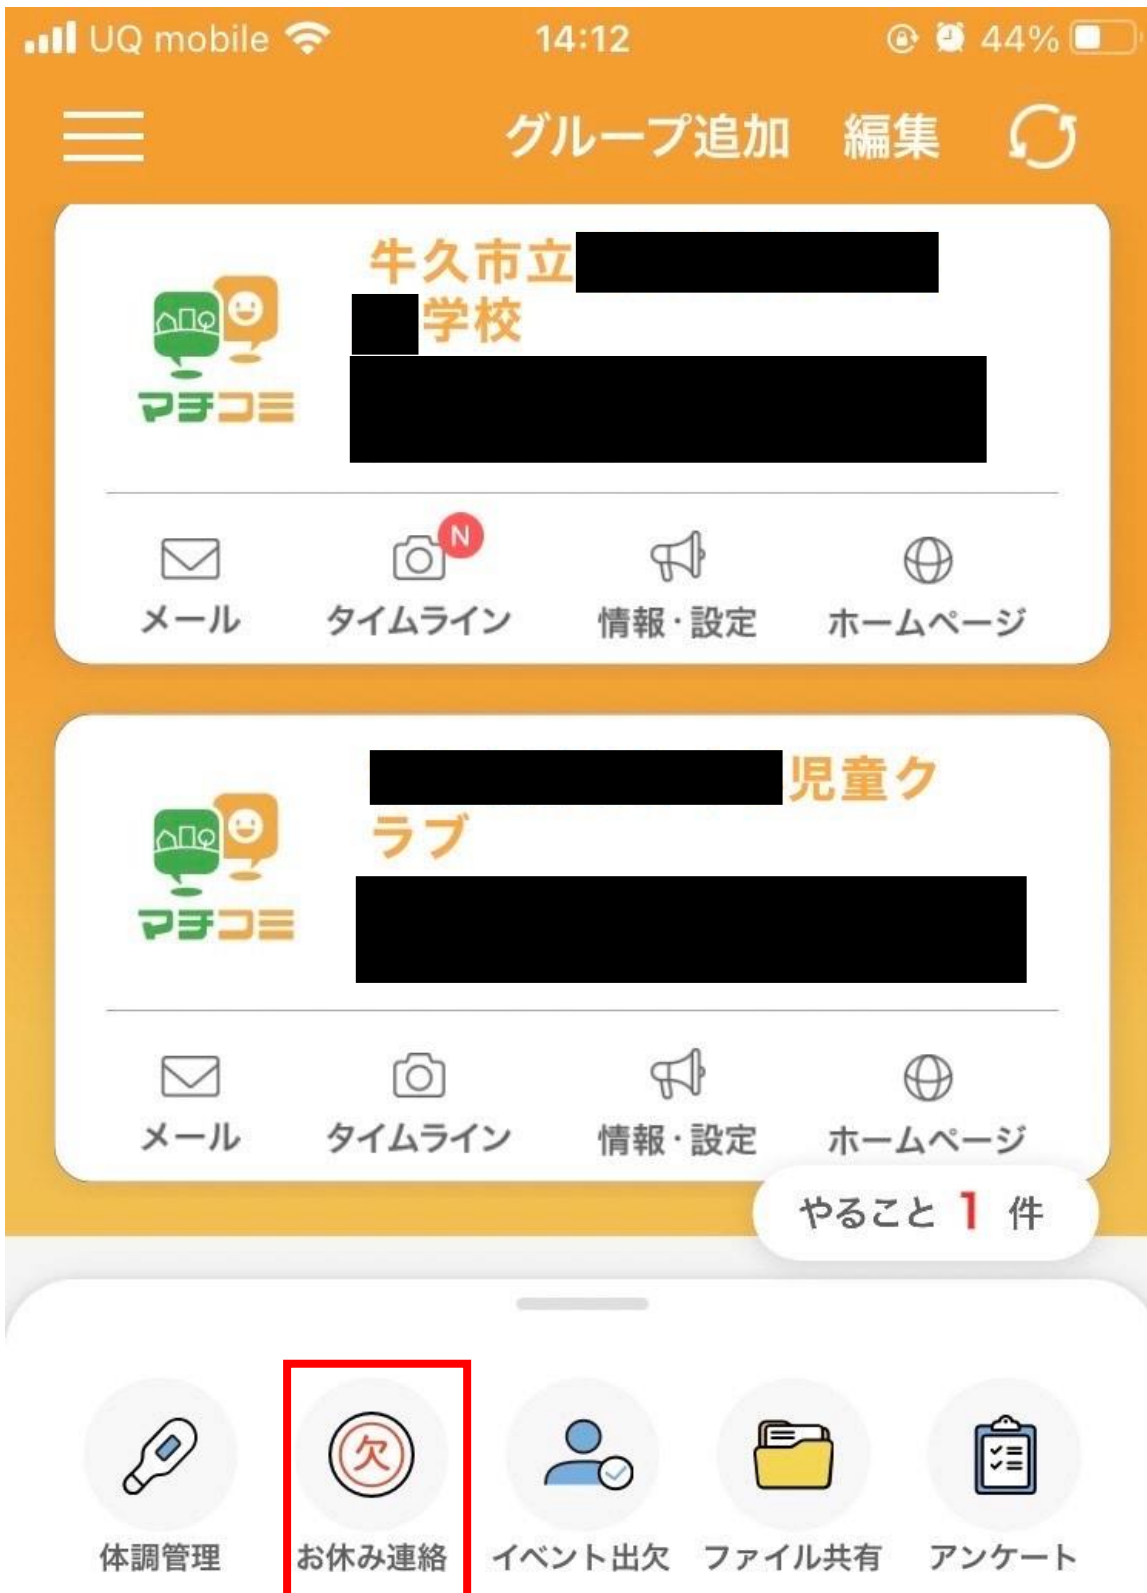 UQ mobile 14:12 44%
グループ追加 編集
牛久市立
学校
マチコミ
メール タイムライン N 情報・設定 ホームページ
児童ク
ラブ
マチコミ
メール タイムライン 情報・設定 ホームページ
やること 1 件
欠
体調管理 お休み連絡 イベント出欠 ファイル共有 アンケート